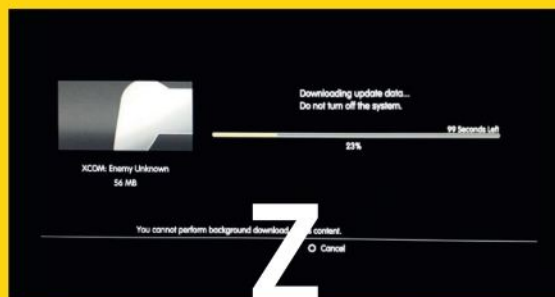 Downloading update data...
Do not turn off the system.
99 Seconds Left
23%
XCOM: Enemy Unknown
56 MB
You cannot perform background download content.
Cancel
Z